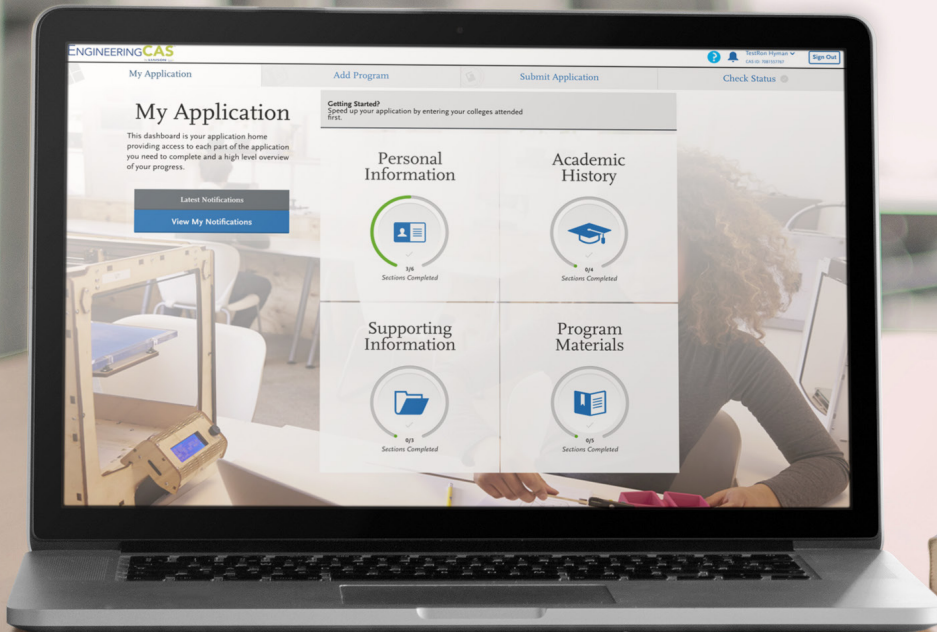 ENGINEERINGCAS
TestRon Hyman
Sign Out
My Application
Add Program
Submit Application
Check Status
My Application
This dashboard is your application home
providing access to each part of the application
you need to complete and a high level overview
of your progress.
Latest Notifications
View My Notifications
Getting Started?
Speed up your application by entering your colleges attended
first.
Personal
Information
3/6
Sections Completed
Academic
History
0/4
Sections Completed
Supporting
Information
0/3
Sections Completed
Program
Materials
0/5
Sections Completed